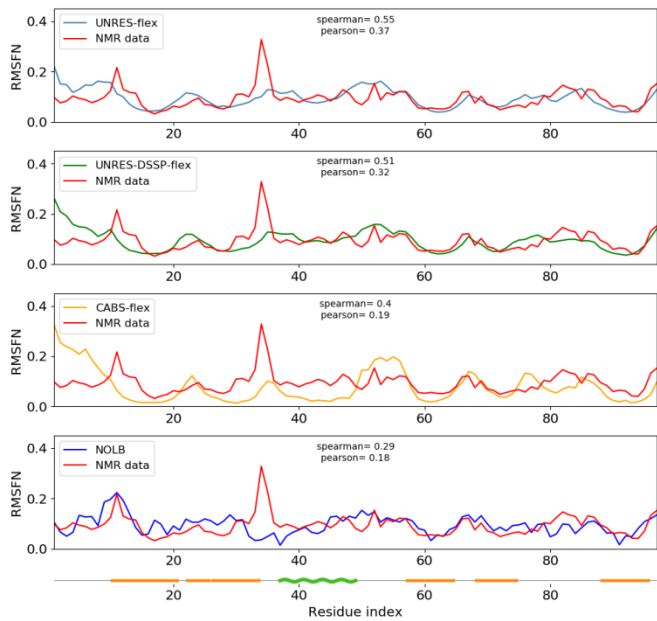 0.4
0.2
0.0
RMSFN
UNRES-flex
NMR data
spearman= 0.55
pearson= 0.37
20
40
60
80
0.4
0.2
0.0
RMSFN
UNRES-DSSP-flex
NMR data
spearman= 0.51
pearson= 0.32
20
40
60
80
0.4
0.2
0.0
RMSFN
CABS-flex
NMR data
spearman= 0.4
pearson= 0.19
20
40
60
80
0.4
0.2
0.0
RMSFN
NOLB
NMR data
spearman= 0.29
pearson= 0.18
20
40
60
80
Residue index